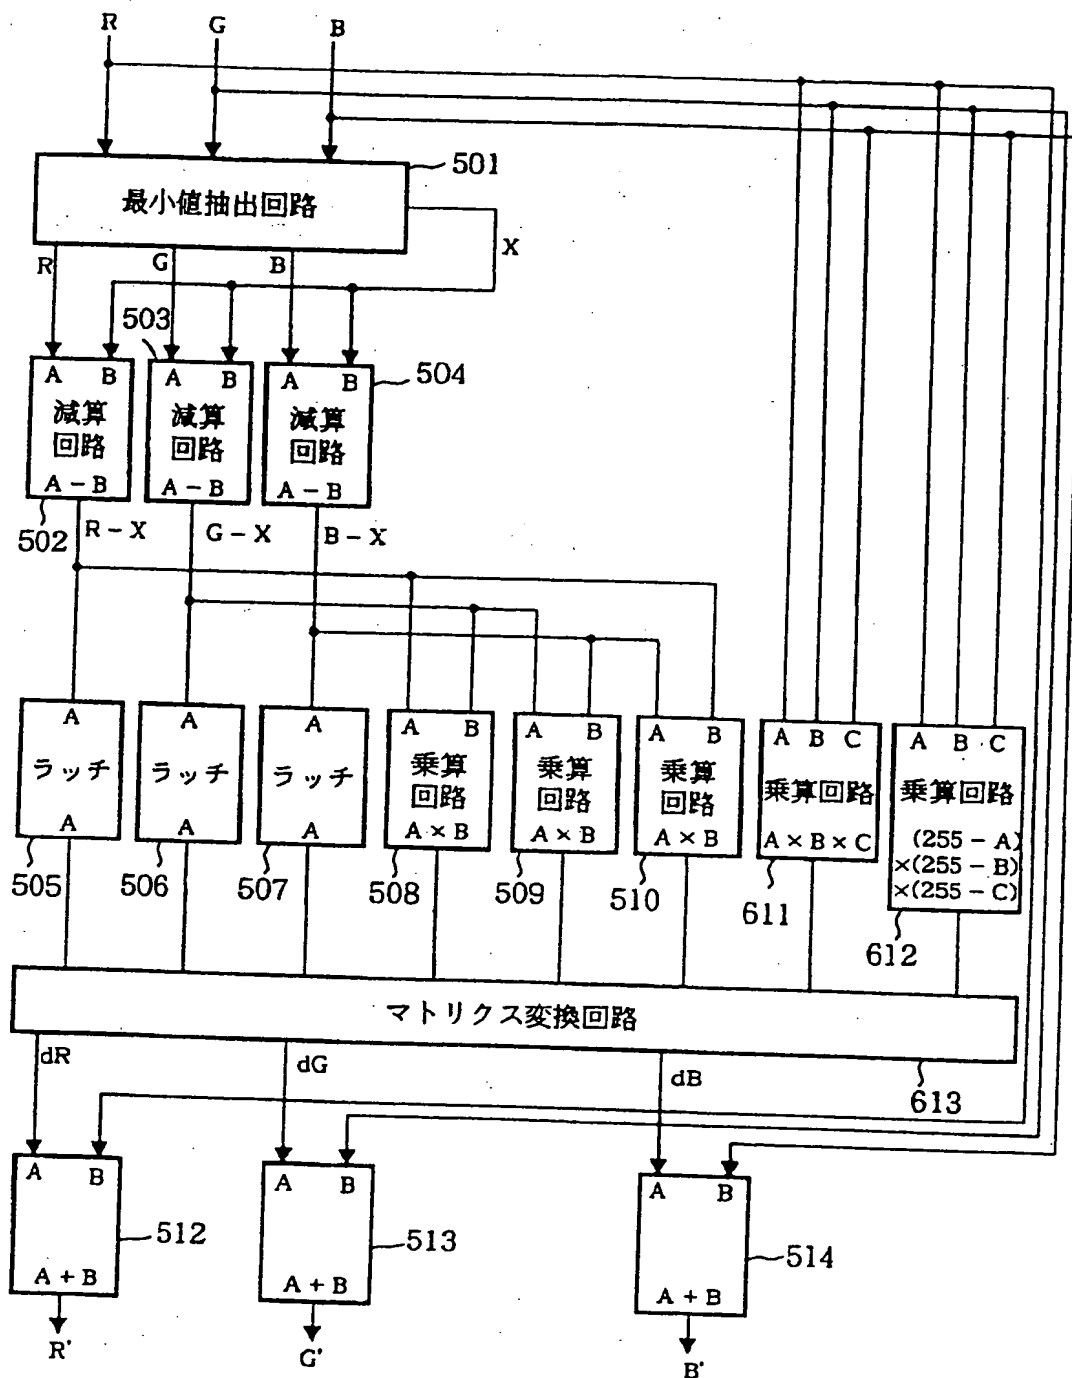 R G B
501
最小値抽出回路
X
R G B
503
504
A B A B A B
減算 減算 減算
回路 回路 回路
A − B A − B A − B
502
R − X G − X B − X
A A A A B A B A B A B C A B C
ラッチ ラッチ ラッチ 乗算 乗算 乗算 乗算回路 乗算回路
回路 回路 回路
A A A A × B A × B A × B A × B × C (255 − A)
×(255 − B)
×(255 − C)
505 506 507 508 509 510 611 612
マトリクス変換回路
dR dG dB
613
A B A B A B
512 513 514
A + B A + B A + B
R' G' B'